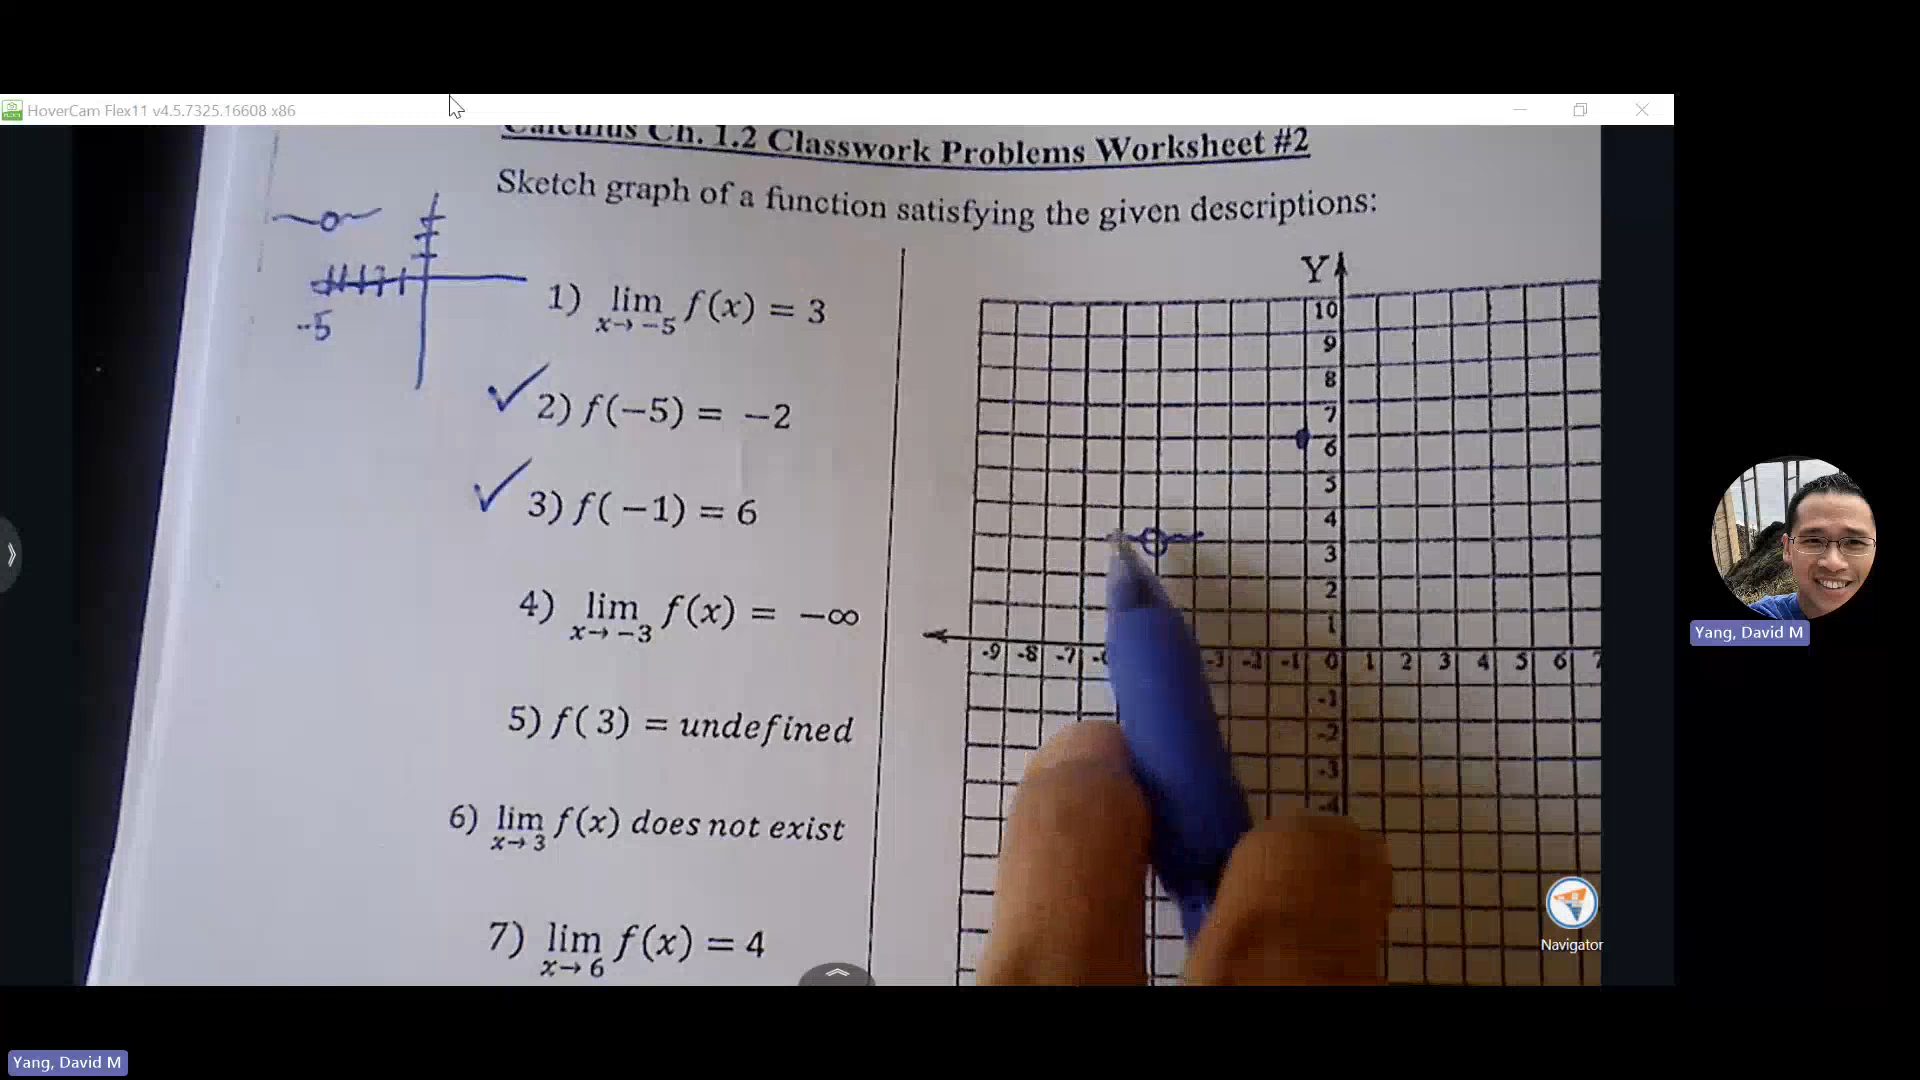 HoverCam Flex11 v4.5.7325.16608 x86
Calculus Ch. 1.2 Classwork Problems Worksheet #2
Sketch graph of a function satisfying the given descriptions:
-5
1) lim f(x) = 3
x→ -5
✓ 2) f(−5) = −2
✓ 3) f(−1) = 6
4) lim f(x) = −∞
x→ −3
5) f( 3) = undefined
6) lim f(x) does not exist
x→ 3
7) lim f(x) = 4
x→ 6
Y
10
9
8
7
6
5
4
3
2
1
-9 -8 -7 -3 -2 -1 0 1 2 3 4 5 6 7
-1
-2
-3
-4
Navigator
Yang, David M
Yang, David M